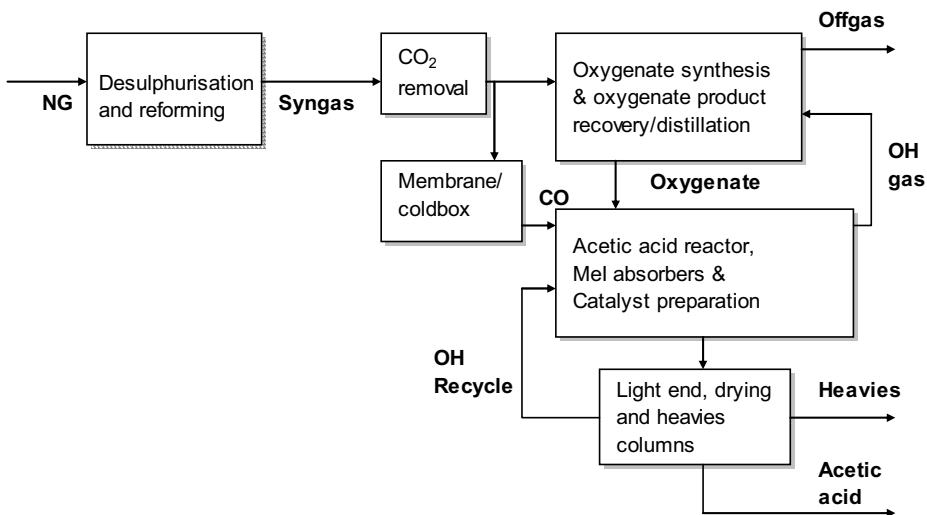 NG
Desulphurisation
and reforming
Syngas
CO₂
removal
Oxygenate synthesis
& oxygenate product
recovery/distillation
Offgas
OH
gas
Membrane/
coldbox
CO
Oxygenate
Acetic acid reactor,
MeI absorbers &
Catalyst preparation
OH
Recycle
Light end, drying
and heavies
columns
Heavies
Acetic
acid